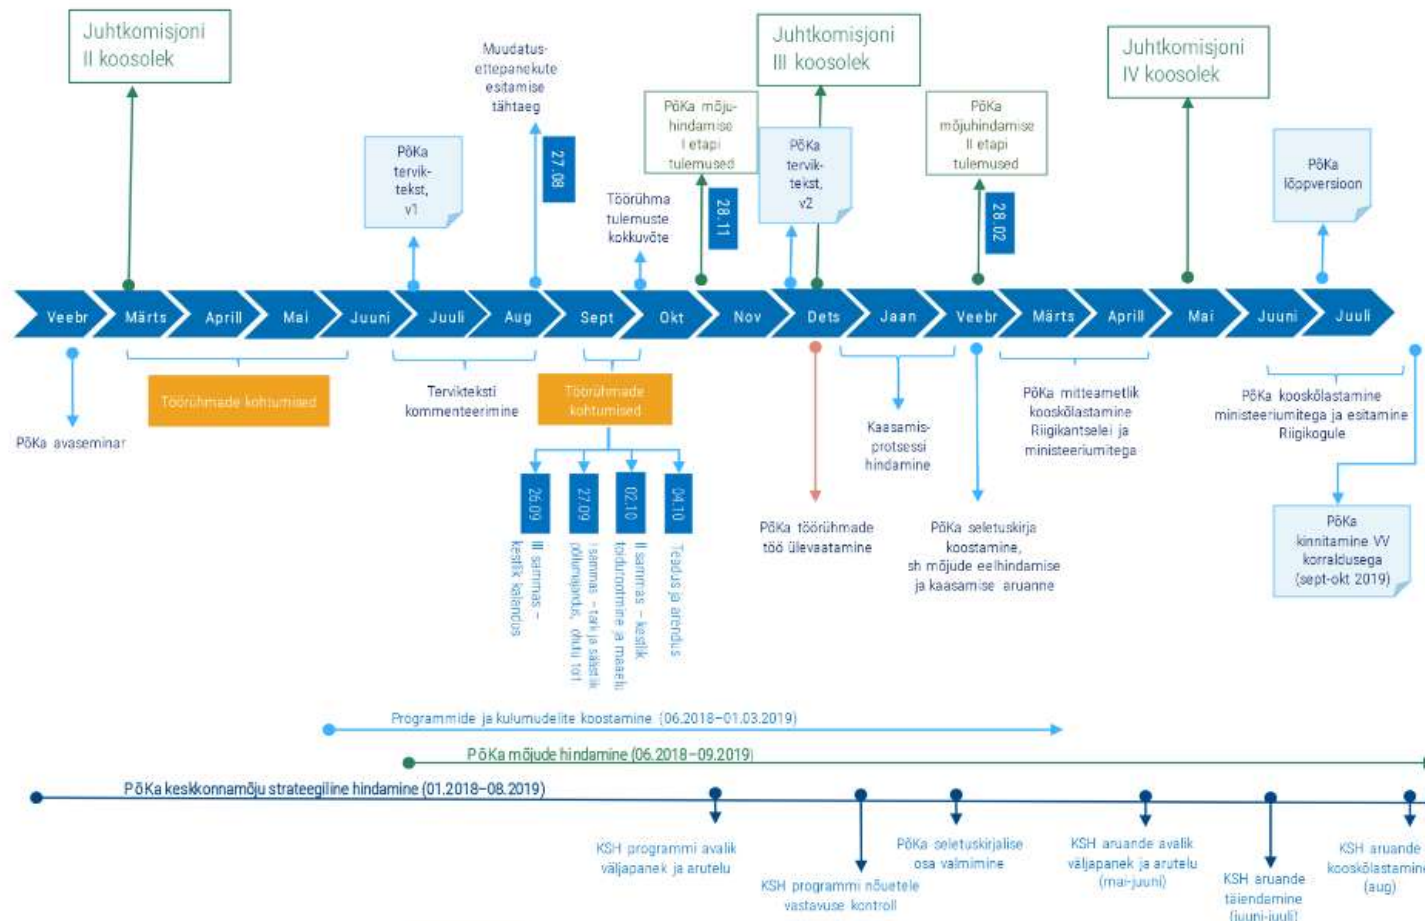 Juhtkomisjoni
II koosolek
Muudatus-
ettepanekute
esitamise
tähtaeg
Juhtkomisjoni
III koosolek
Juhtkomisjoni
IV koosolek
PõKa
tervik-
tekst,
v1
27.08
Töörühma
tulemuste
kokkuvõte
PõKa mõju-
hindamise
I etapi
tulemused
28.11
PõKa
tervik-
tekst,
v2
PõKa
mõjuhindamise
II etapi
tulemused
28.02
PõKa
lõppversioon
Veebr
Märts
Aprill
Mai
Juuni
Juuli
Aug
Sept
Okt
Nov
Dets
Jaan
Veebr
Märts
Aprill
Mai
Juuni
Juuli
PõKa avaseminar
Töörühmade kohtumised
Tervikteksti
kommenteerimine
Töörühmade
kohtumised
26.09
III sammas –
kestlik kalandus
27.09
I sammas – tark ja säästlik
põllumajandus, ohutu toit
02.10
II sammas – kestlik
toidutootmine ja maaelu
04.10
Teadus ja arendus
PõKa töörühmade
töö ülevaatamine
Kaasamis-
protsessi
hindamine
PõKa seletuskirja
koostamine,
sh mõjude eelhindamise
ja kaasamise aruanne
PõKa mitteametlik
kooskõlastamine
Riigikantselei ja
ministeeriumitega
PõKa kooskõlastamine
ministeeriumitega ja esitamine
Riigikogule
PõKa
kinnitamine VV
korraldusega
(sept-okt 2019)
Programmide ja kulumudelite koostamine (06.2018–01.03.2019)
PõKa mõjude hindamine (06.2018–09.2019)
PõKa keskkonnamõju strateegiline hindamine (01.2018–08.2019)
KSH programmi avalik
väljapanek ja arutelu
KSH programmi nõuetele
vastavuse kontroll
PõKa seletuskirjalise
osa valmimine
KSH aruande avalik
väljapanek ja arutelu
(mai-juuni)
KSH aruande
täiendamine
(juuni-juuli)
KSH aruande
kooskõlastamine
(aug)